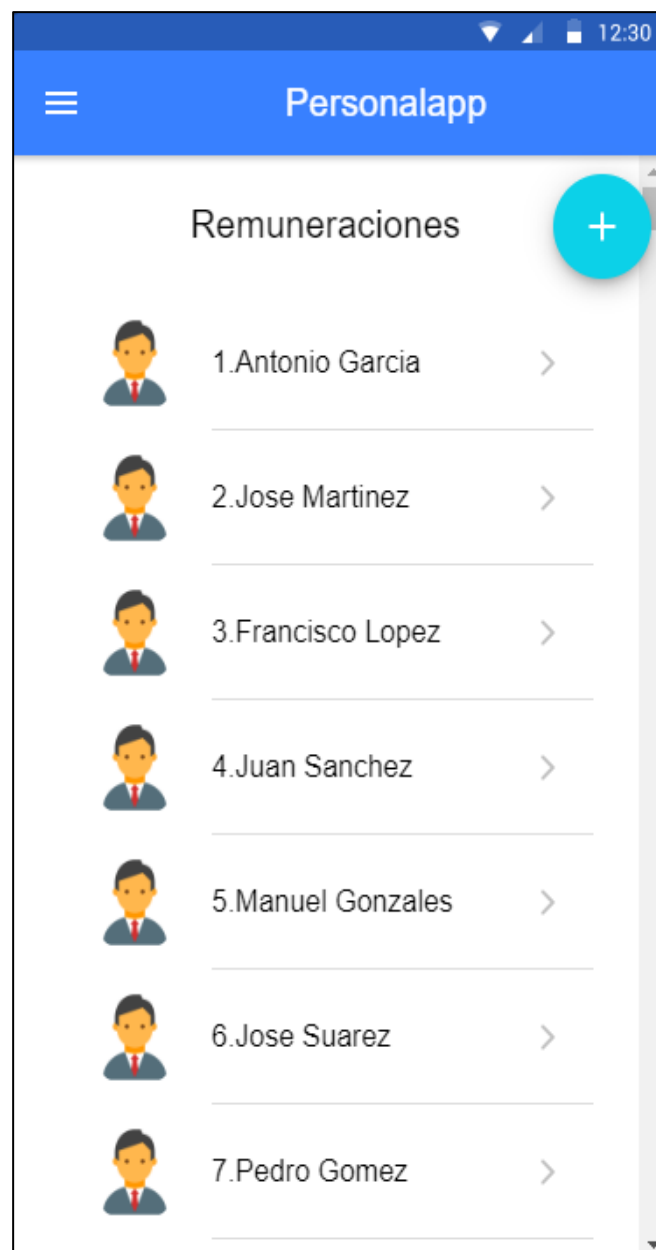 12:30
Personalapp
Remuneraciones
+
1.Antonio Garcia
2.Jose Martinez
3.Francisco Lopez
4.Juan Sanchez
5.Manuel Gonzales
6.Jose Suarez
7.Pedro Gomez